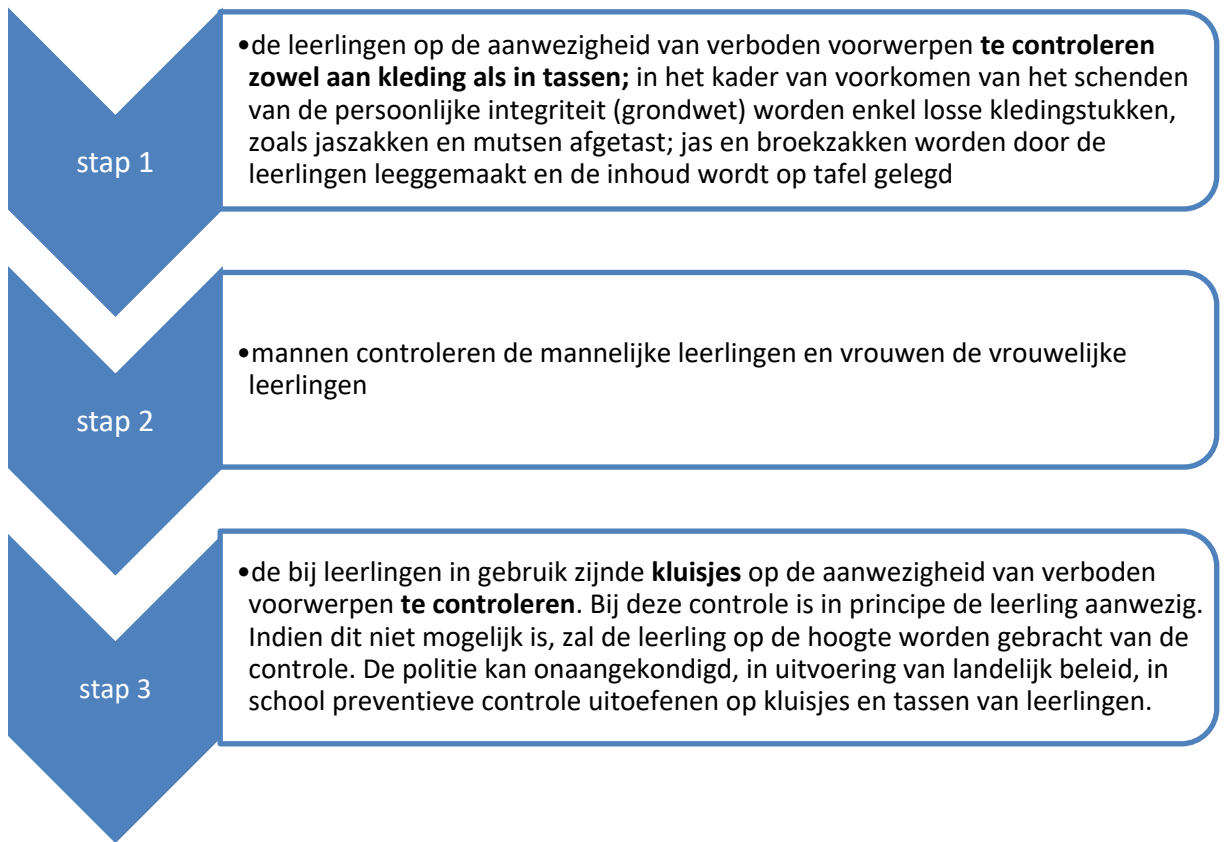 stap 1
•de leerlingen op de aanwezigheid van verboden voorwerpen te controleren
zowel aan kleding als in tassen; in het kader van voorkomen van het schenden
van de persoonlijke integriteit (grondwet) worden enkel losse kledingstukken,
zoals jaszakken en mutsen afgetast; jas en broekzakken worden door de
leerlingen leeggemaakt en de inhoud wordt op tafel gelegd
stap 2
•mannen controleren de mannelijke leerlingen en vrouwen de vrouwelijke
leerlingen
stap 3
•de bij leerlingen in gebruik zijnde kluisjes op de aanwezigheid van verboden
voorwerpen te controleren. Bij deze controle is in principe de leerling aanwezig.
Indien dit niet mogelijk is, zal de leerling op de hoogte worden gebracht van de
controle. De politie kan onaangekondigd, in uitvoering van landelijk beleid, in
school preventieve controle uitoefenen op kluisjes en tassen van leerlingen.